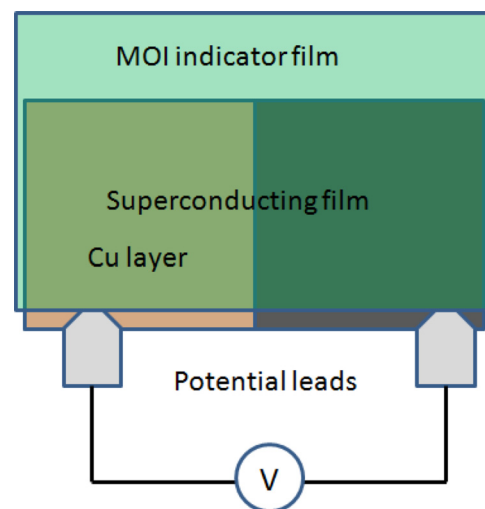 MOI indicator film
Superconducting film
Cu layer
Potential leads
V